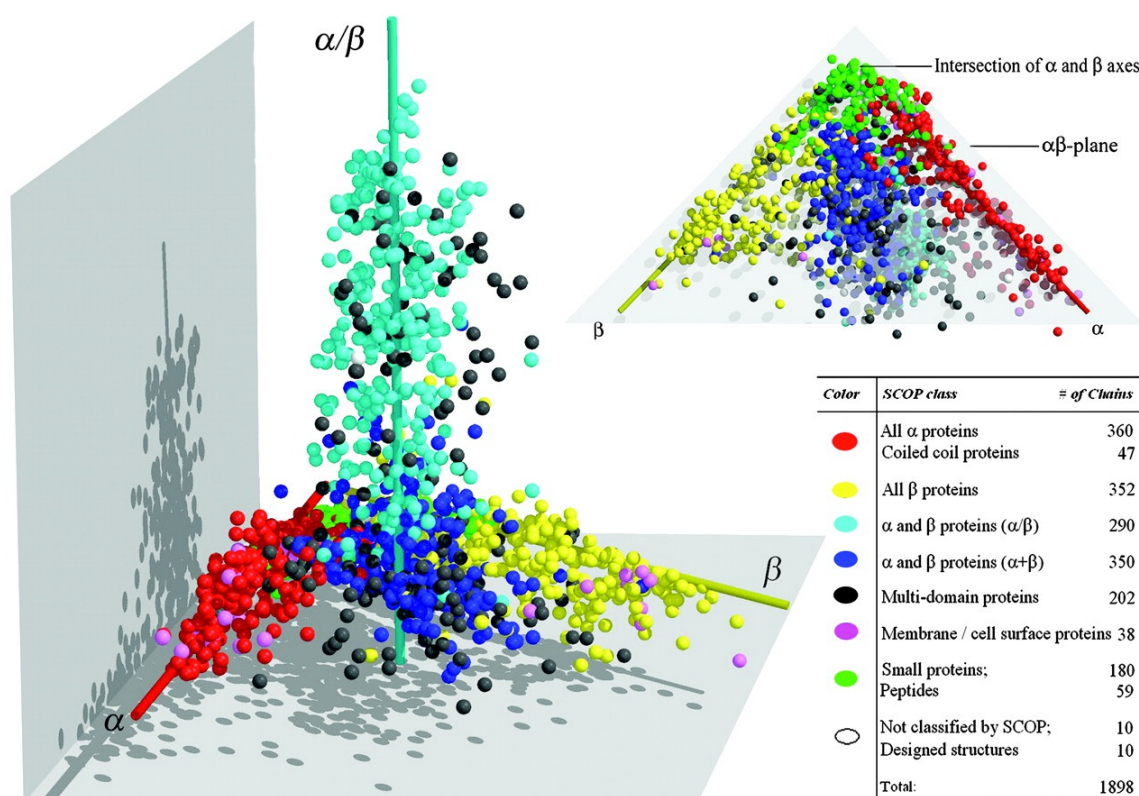 α/β
α
β
Intersection of α and β axes
αβ-plane
β
α
Color SCOP class # of Chains
All α proteins 360
Coiled coil proteins 47
All β proteins 352
α and β proteins (α/β) 290
α and β proteins (α+β) 350
Multi-domain proteins 202
Membrane / cell surface proteins 38
Small proteins; 180
Peptides 59
Not classified by SCOP; 10
Designed structures 10
Total: 1898